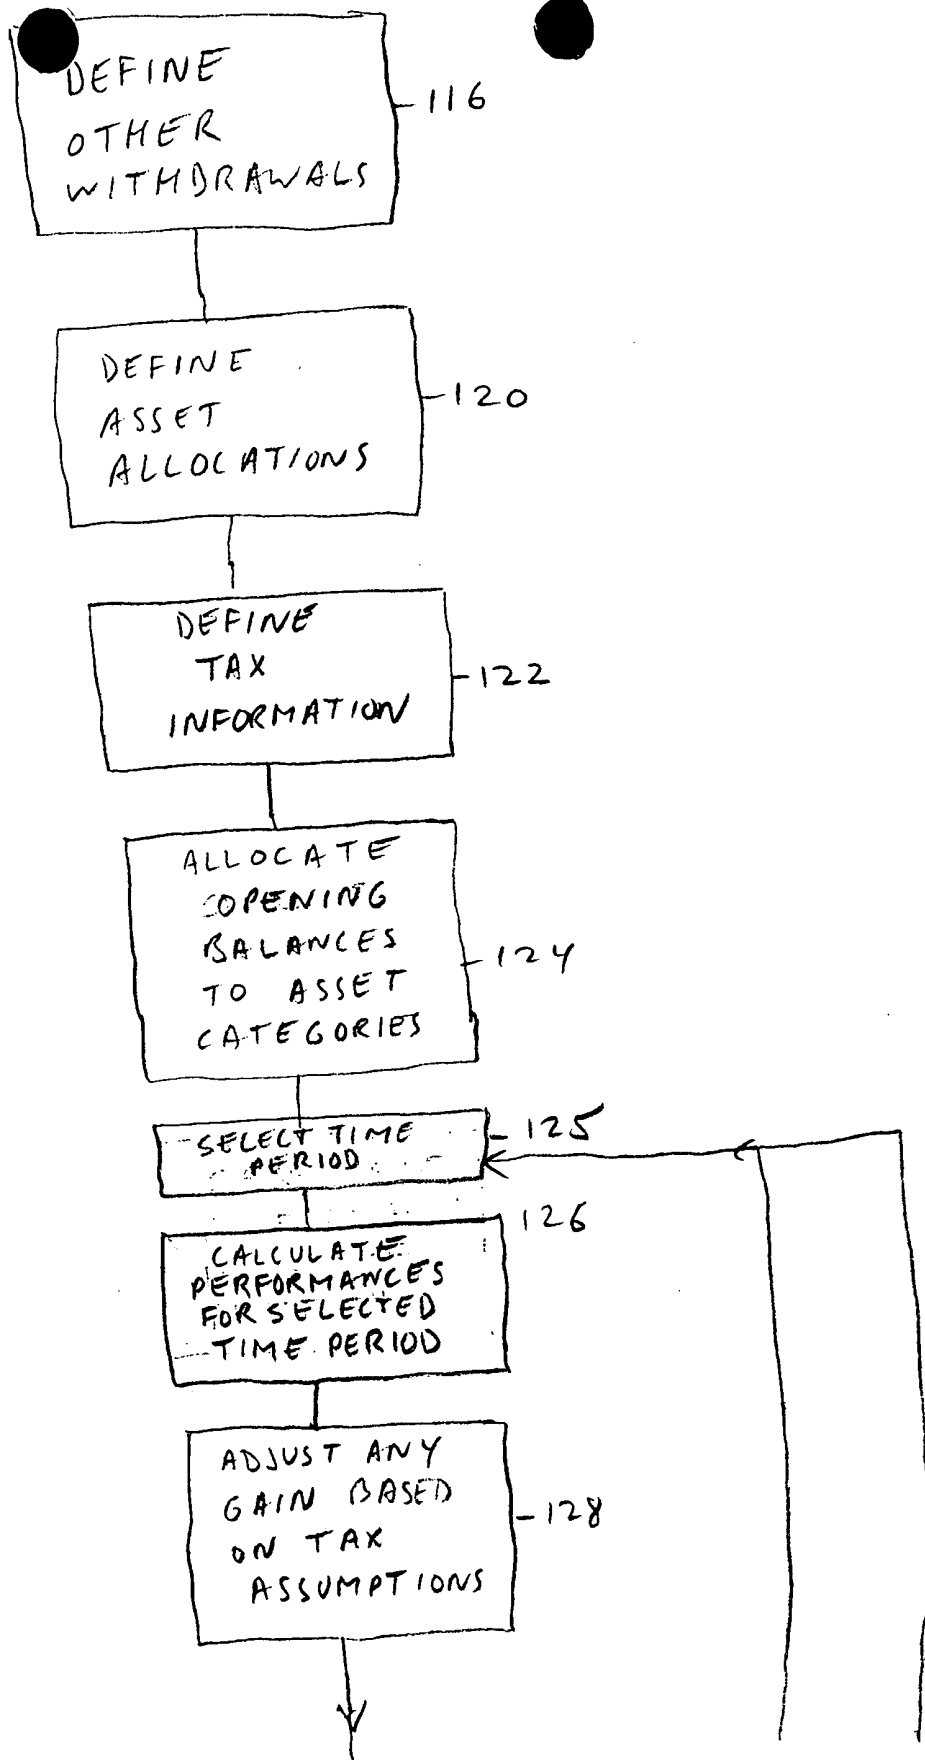 DEFINE
OTHER
WITHDRAWALS
116
DEFINE
ASSET
ALLOCATIONS
120
DEFINE
TAX
INFORMATION
122
ALLOCATE
OPENING
BALANCES
TO ASSET
CATEGORIES
124
SELECT TIME
PERIOD
125
126
CALCULATE
PERFORMANCES
FOR SELECTED
TIME PERIOD
ADJUST ANY
GAIN BASED
ON TAX
ASSUMPTIONS
128